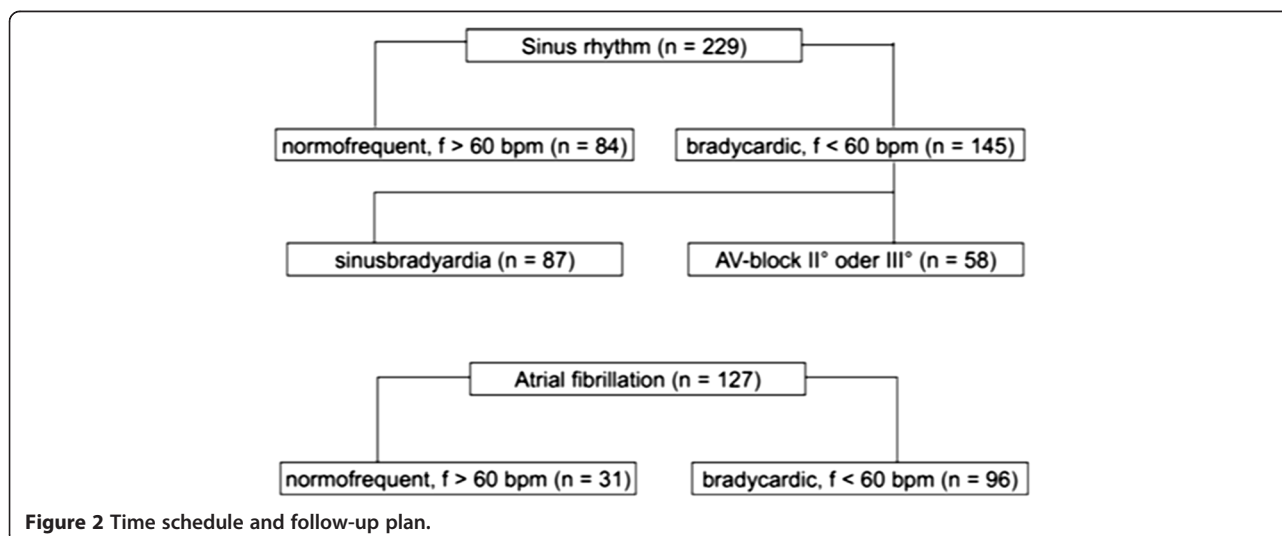 Sinus rhythm (n = 229)
normofrequent, f > 60 bpm (n = 84)
bradycardic, f < 60 bpm (n = 145)
sinusbradyardia (n = 87)
AV-block II° oder III° (n = 58)
Atrial fibrillation (n = 127)
normofrequent, f > 60 bpm (n = 31)
bradycardic, f < 60 bpm (n = 96)
Figure 2 Time schedule and follow-up plan.